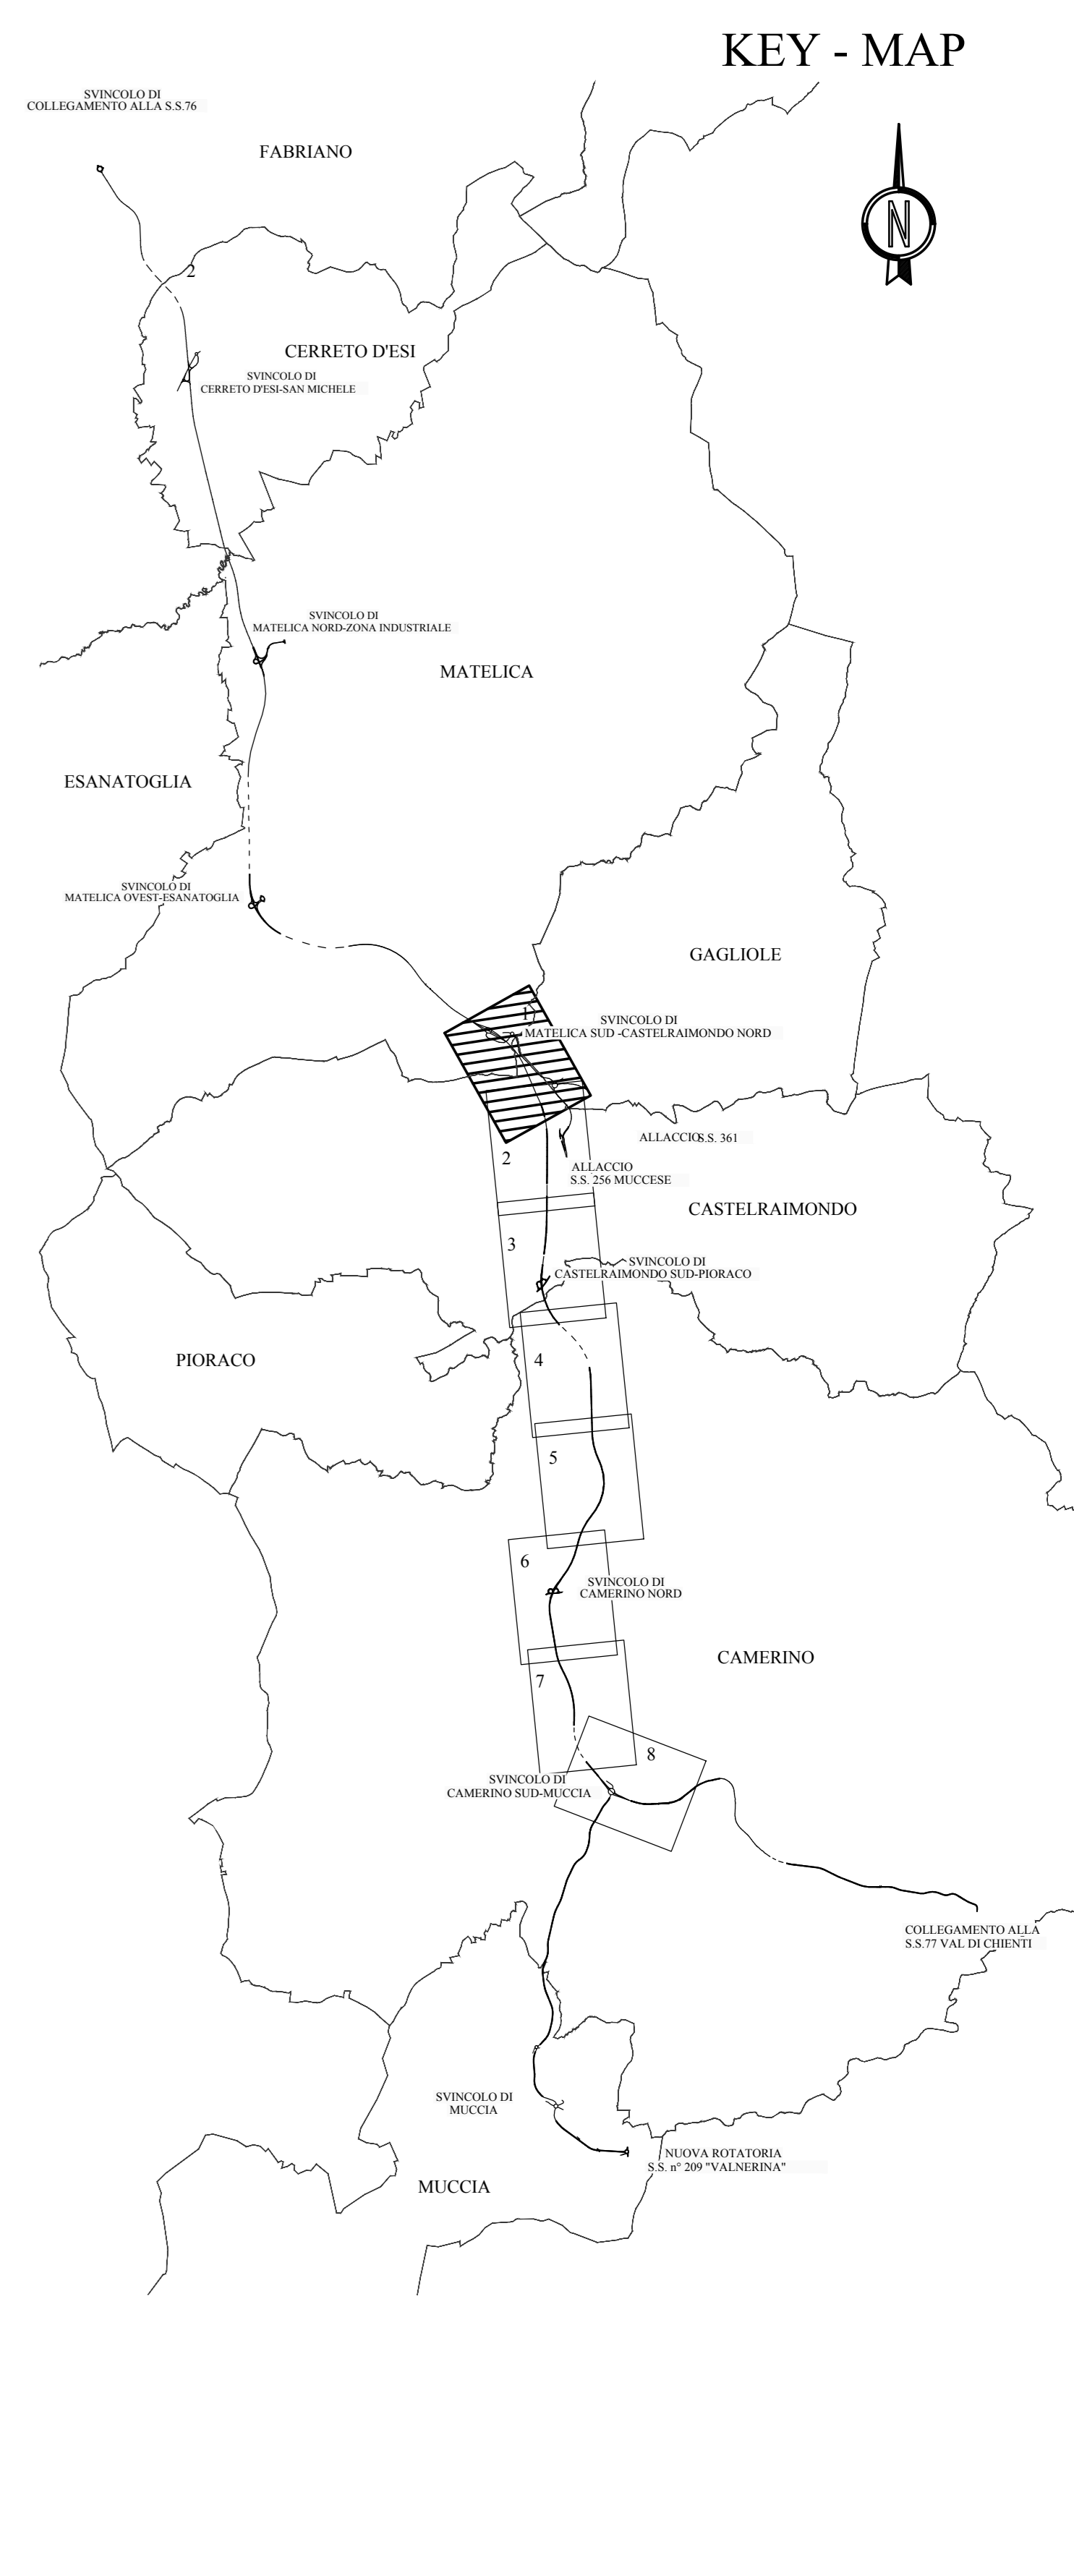 KEY - MAP
SVINCOLO DI
COLLEGAMENTO ALLA S.S.76
FABRIANO
N
2
CERRETO D'ESI
SVINCOLO DI
CERRETO D'ESI-SAN MICHELE
SVINCOLO DI
MATELICA NORD-ZONA INDUSTRIALE
MATELICA
ESANATOGLIA
SVINCOLO DI
MATELICA OVEST-ESANATOGLIA
GAGLIOLE
1
SVINCOLO DI
MATELICA SUD -CASTELRAIMONDO NORD
ALLACCIO S.S. 361
2
ALLACCIO
S.S. 256 MUCCESE
CASTELRAIMONDO
3
SVINCOLO DI
CASTELRAIMONDO SUD-PIORACO
PIORACO
4
5
6
SVINCOLO DI
CAMERINO NORD
CAMERINO
7
8
SVINCOLO DI
CAMERINO SUD-MUCCIA
COLLEGAMENTO ALLA
S.S.77 VAL DI CHIENTI
SVINCOLO DI
MUCCIA
NUOVA ROTATORIA
S.S. n° 209 "VALNERINA"
MUCCIA